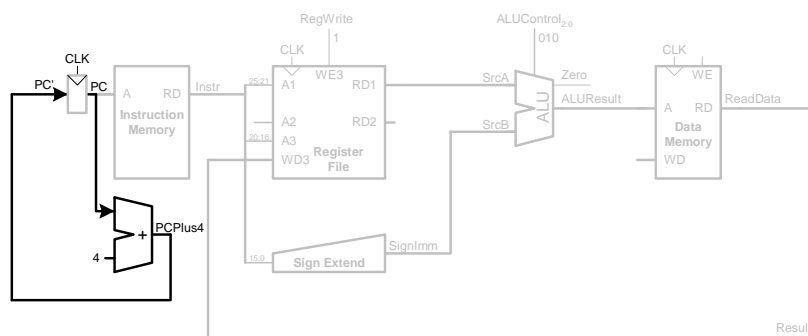 RegWrite
ALUControl2:0
1
010
CLK
CLK
CLK
PC'
PC
A
RD
Instruction
Memory
Instr
25:21
A1
WE3
RD1
A2
RD2
20:16
A3
WD3
Register
File
SrcA
SrcB
ALU
Zero
ALUResult
WE
A
RD
Data
Memory
WD
ReadData
+
PCPlus4
4
15:0
Sign Extend
SignImm
Resul